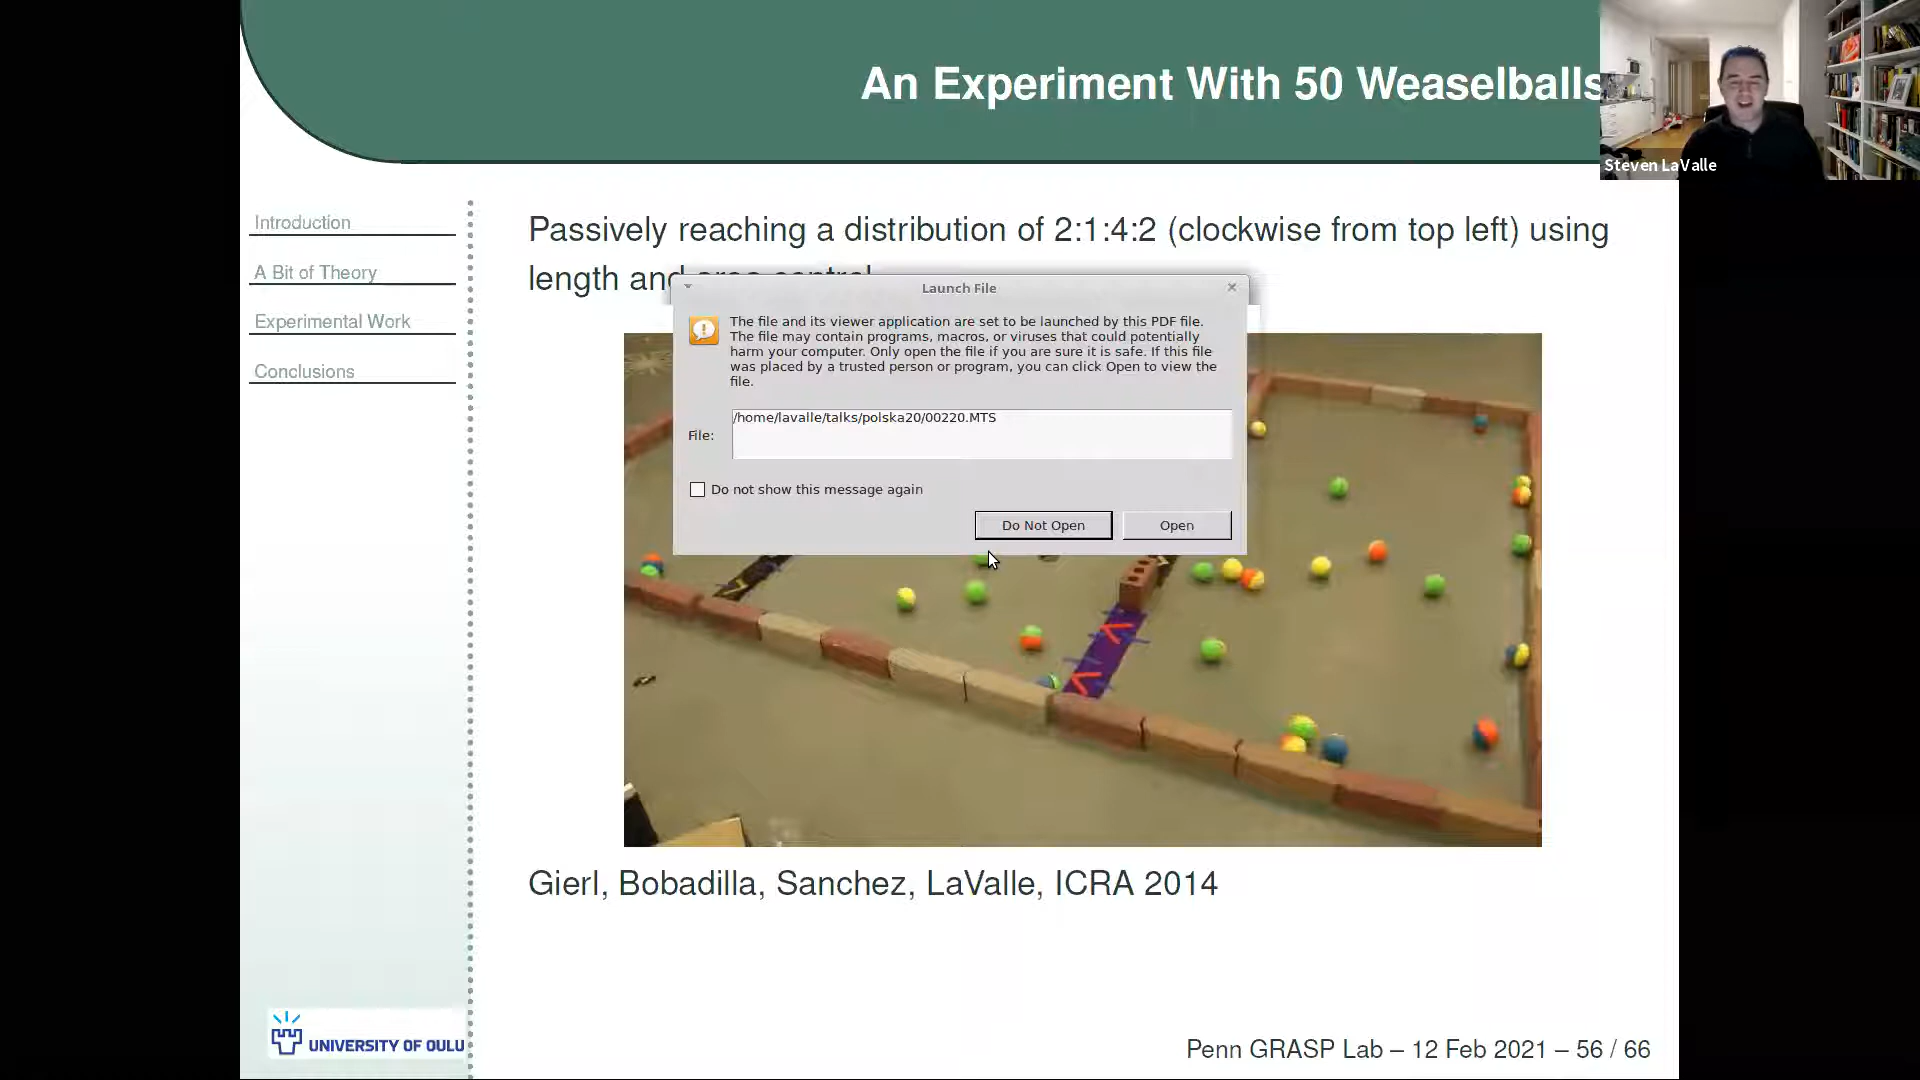 An Experiment With 50 Weaselballs
Steven LaValle
Introduction
A Bit of Theory
Experimental Work
Conclusions
Passively reaching a distribution of 2:1:4:2 (clockwise from top left) using
length and area control
Launch File
The file and its viewer application are set to be launched by this PDF file.
The file may contain programs, macros, or viruses that could potentially
harm your computer. Only open the file if you are sure it is safe. If this file
was placed by a trusted person or program, you can click Open to view the
file.
File:
/home/lavalle/talks/polska20/00220.MTS
Do not show this message again
Do Not Open
Open
Gierl, Bobadilla, Sanchez, LaValle, ICRA 2014
UNIVERSITY OF OULU
Penn GRASP Lab – 12 Feb 2021 – 56 / 66